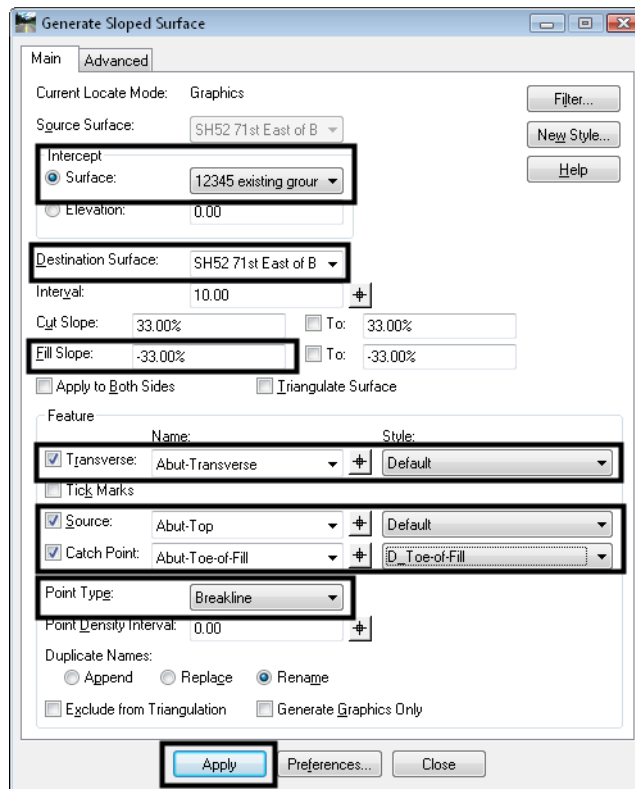 Generate Sloped Surface
Main Advanced
Current Locate Mode: Graphics
Filter...
Source Surface: SH52 71st East of B
New Style...
Intercept
Surface: 12345 existing grour
Help
Elevation: 0.00
Destination Surface: SH52 71st East of B
Interval: 10.00
Cut Slope: 33.00% To: 33.00%
Fill Slope: -33.00% To: -33.00%
Apply to Both Sides Triangulate Surface
Feature
Name: Style:
Transverse: Abut-Transverse Default
Tick Marks
Source: Abut-Top Default
Catch Point: Abut-Toe-of-Fill D_Toe-of-Fill
Point Type: Breakline
Point Density Interval: 0.00
Duplicate Names:
Append Replace Rename
Exclude from Triangulation Generate Graphics Only
Apply Preferences... Close